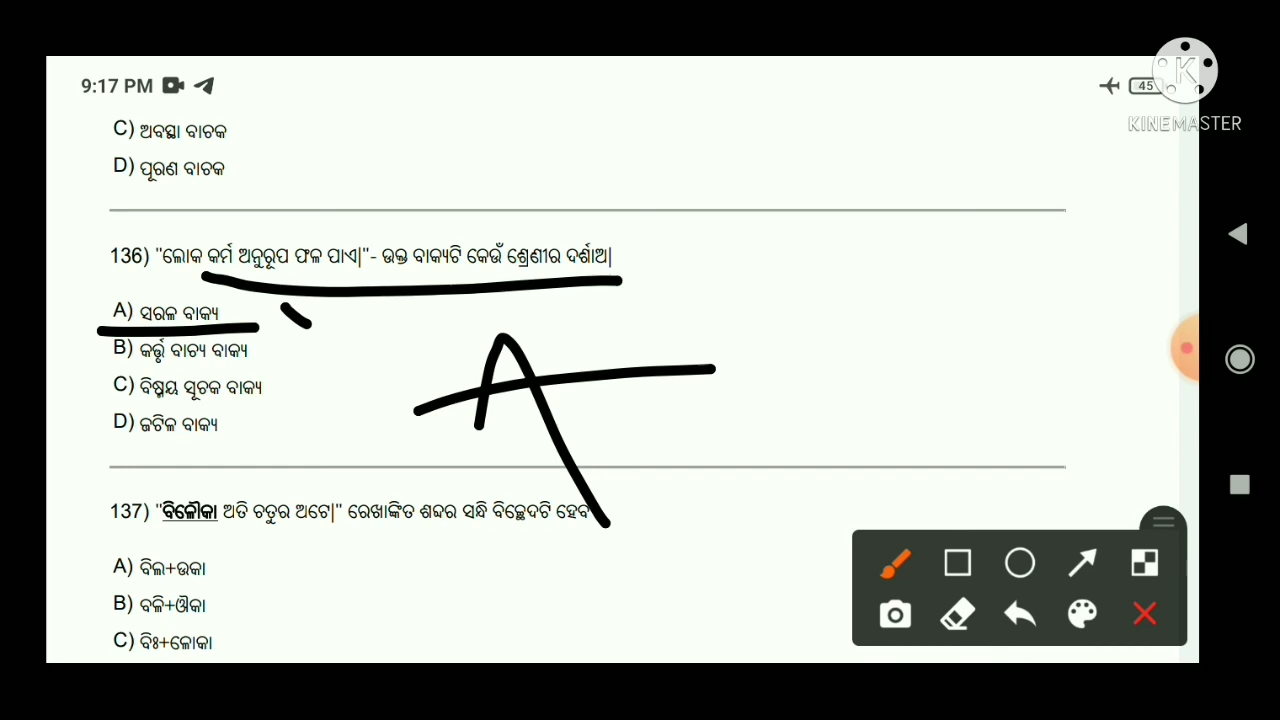 9:17 PM
45
KINEMASTER
C) ଅବସ୍ଥା ବାଚକ
D) ପୂରଣ ବାଚକ
136) "ଲୋକ କର୍ମ ଅନୁରୂପ ଫଳ ପାଏ|"- ଉକ୍ତ ବାକ୍ୟଟି କେଉଁ ଶ୍ରେଣୀର ଦର୍ଶାଅ|
A) ସରଳ ବାକ୍ୟ
B) କର୍ତ୍ତୃ ବାଚ୍ୟ ବାକ୍ୟ
C) ବିସ୍ମୟ ସୂଚକ ବାକ୍ୟ
D) ଜଟିଳ ବାକ୍ୟ
A
137) "ବିଳୌକା ଅତି ଚତୁର ଅଟେ|" ରେଖାଙ୍କିତ ଶବ୍ଦର ସନ୍ଧି ବିଚ୍ଛେଦଟି ହେବ
A) ବିଲ+ଉକା
B) ବଳି+ଔକା
C) ବିଃ+ଳୋକା